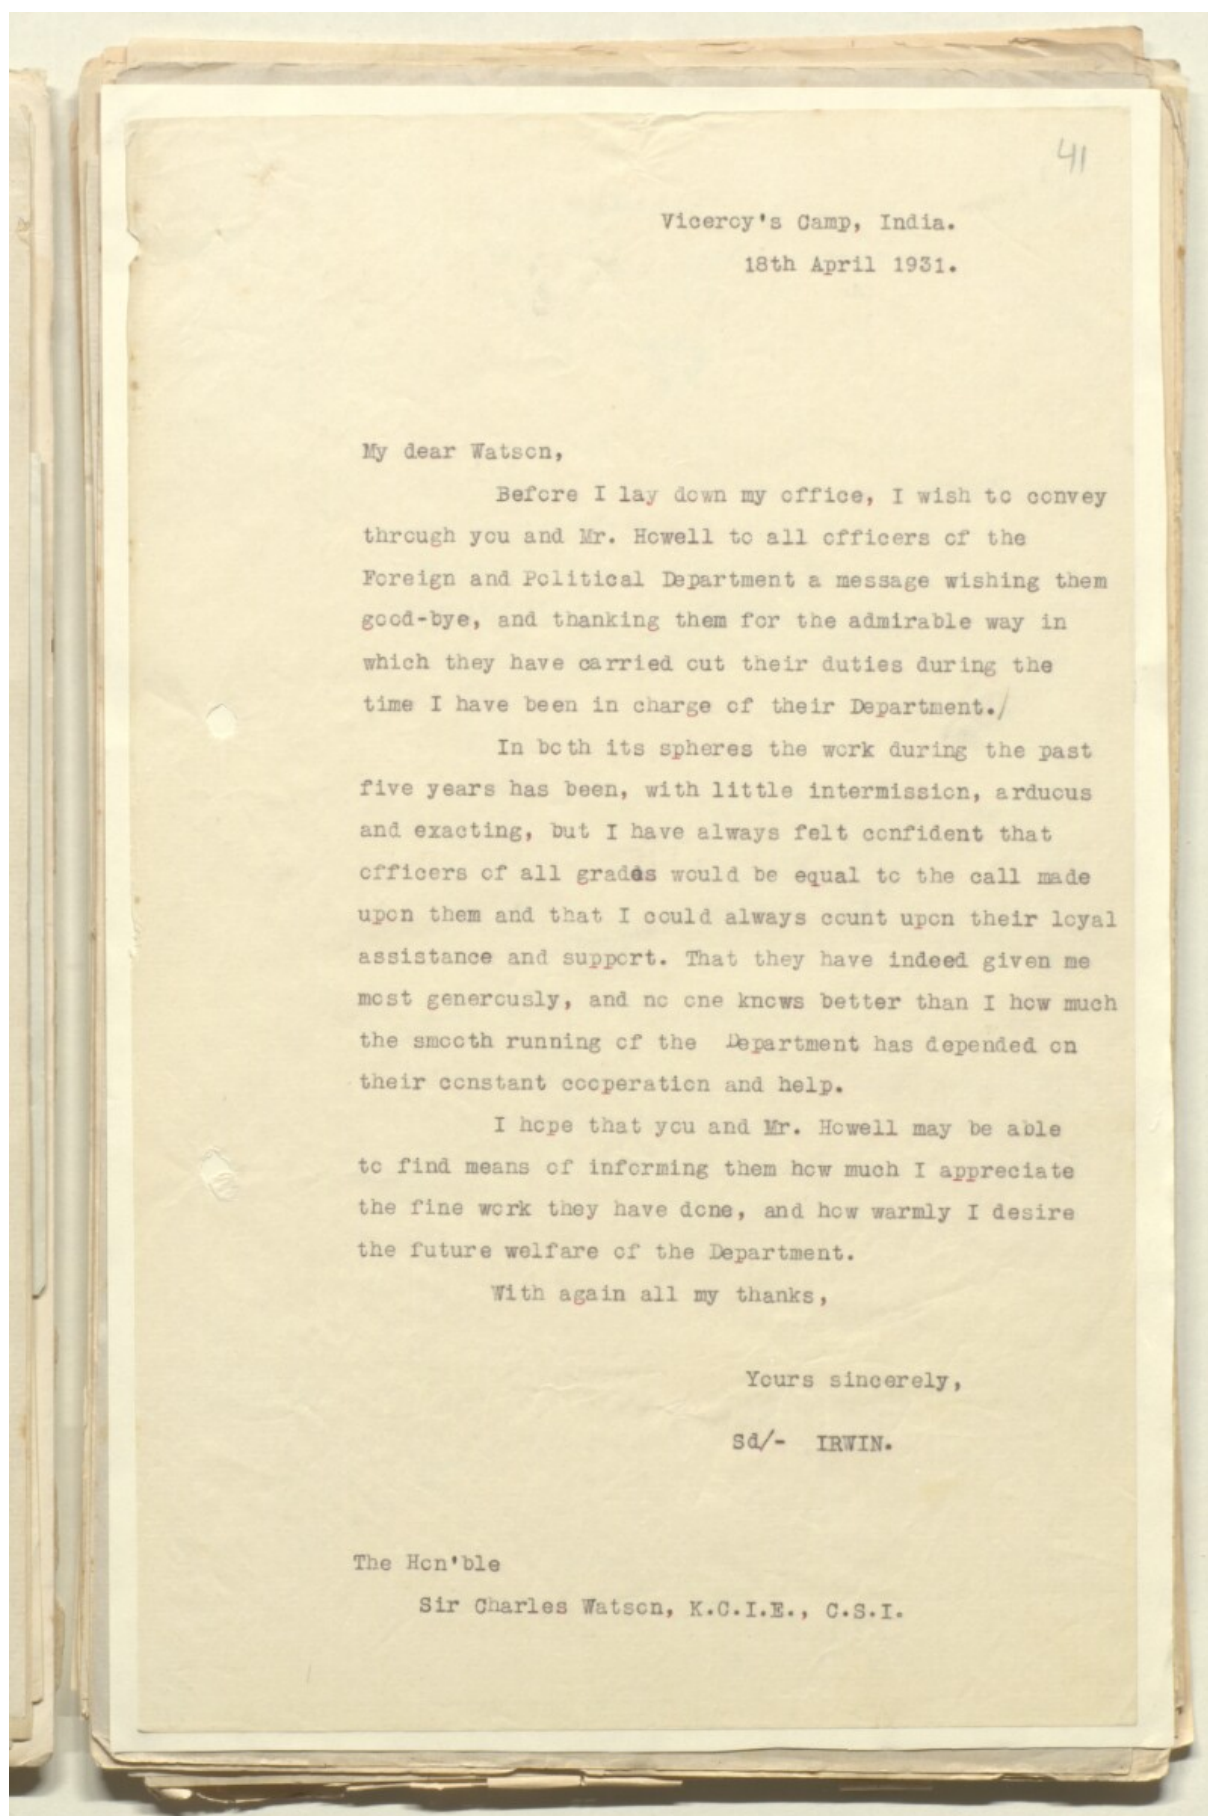 41
Viceroy's Camp, India.
18th April 1931.
My dear Watson,
Before I lay down my office, I wish to convey
through you and Mr. Howell to all officers of the
Foreign and Political Department a message wishing them
good-bye, and thanking them for the admirable way in
which they have carried out their duties during the
time I have been in charge of their Department./
In both its spheres the work during the past
five years has been, with little intermission, arduous
and exacting, but I have always felt confident that
officers of all grades would be equal to the call made
upon them and that I could always count upon their loyal
assistance and support. That they have indeed given me
most generously, and no one knows better than I how much
the smooth running of the Department has depended on
their constant cooperation and help.
I hope that you and Mr. Howell may be able
to find means of informing them how much I appreciate
the fine work they have done, and how warmly I desire
the future welfare of the Department.
With again all my thanks,
Yours sincerely,
Sd/- IRWIN.
The Hon'ble
Sir Charles Watson, K.C.I.E., C.S.I.